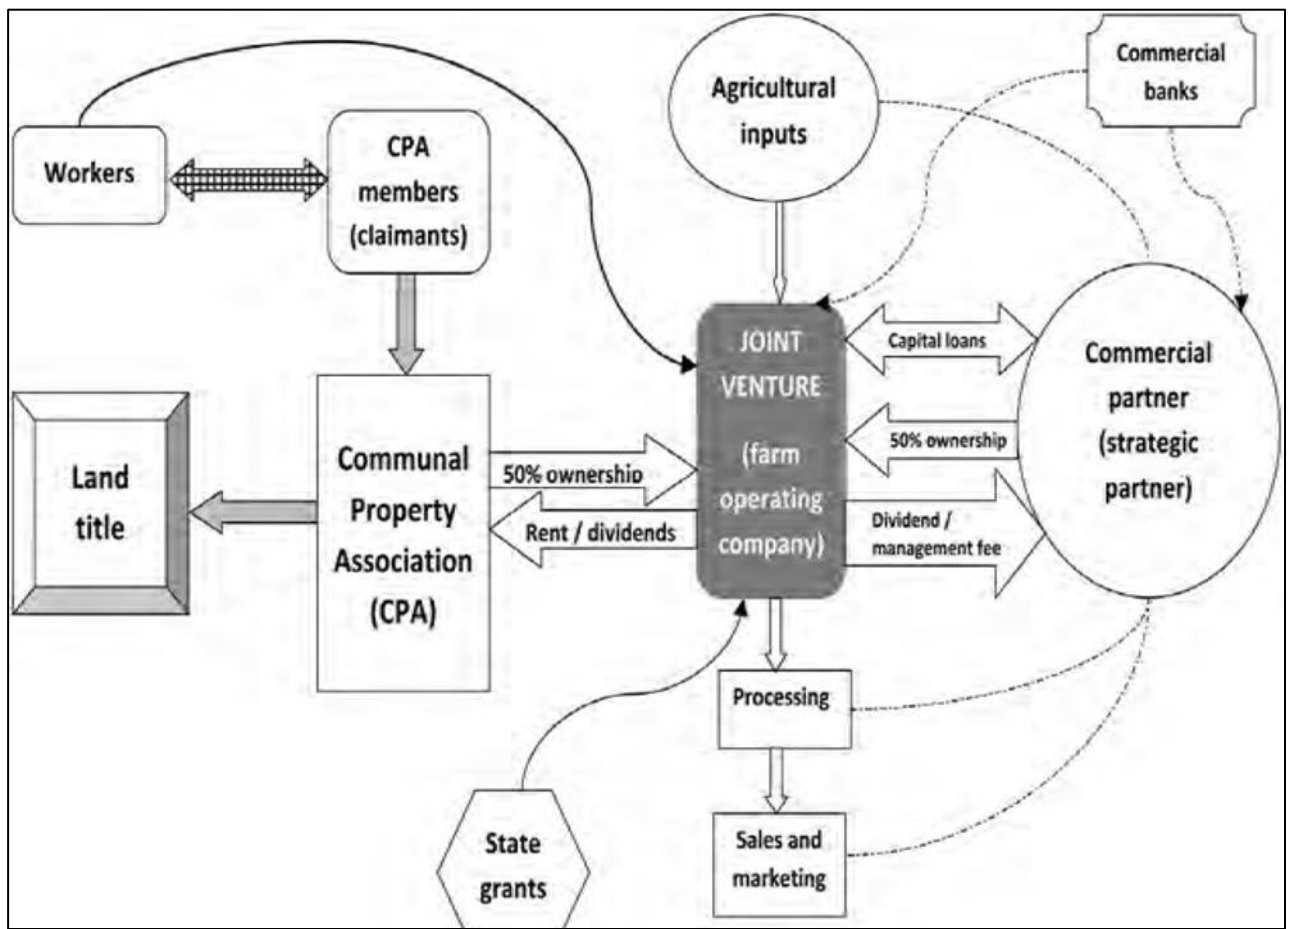 Agricultural
inputs
Commercial
banks
Workers
CPA
members
(claimants)
JOINT
VENTURE
(farm
operating
company)
Capital loans
50% ownership
Dividend /
management fee
Commercial
partner
(strategic
partner)
Land
title
Communal
Property
Association
(CPA)
50% ownership
Rent / dividends
Processing
Sales and
marketing
State
grants